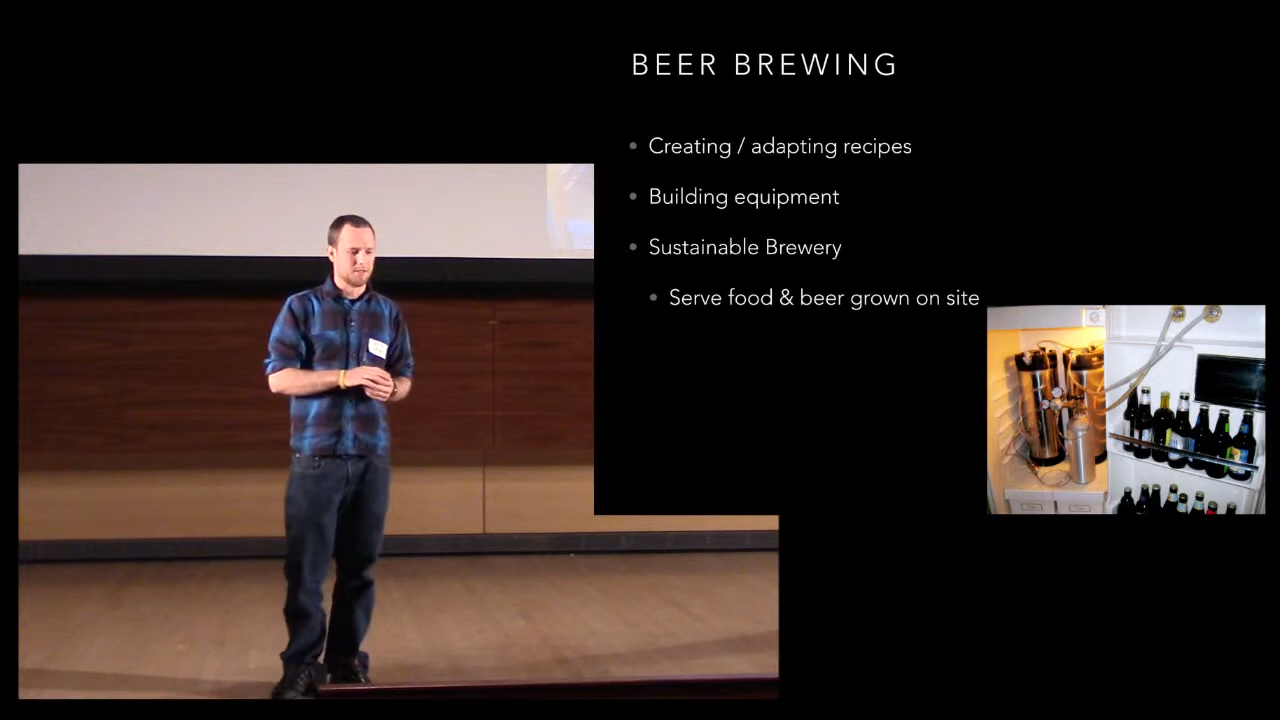 BEER BREWING
Creating / adapting recipes
Building equipment
Sustainable Brewery
Serve food & beer grown on site